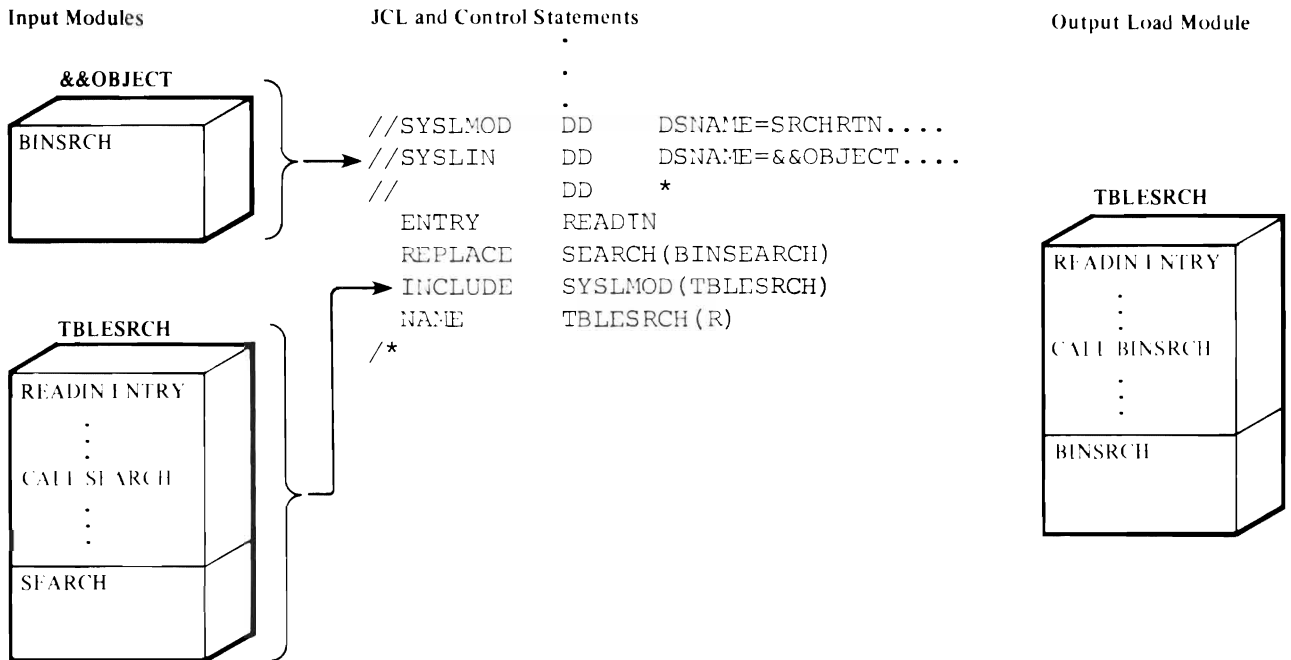 Input Modules
JCL and Control Statements
Output Load Module
&&OBJECT
BINSRCH
//SYSLMOD DD DSNAME=SRCHRTN....
//SYSLIN DD DSNAME=&&OBJECT....
// DD *
ENTRY READIN
REPLACE SEARCH(BINSEARCH)
INCLUDE SYSLMOD(TBLESRCH)
NAME TBLESRCH(R)
/*
TBLESRCH
READIN ENTRY
CALL SEARCH
SEARCH
TBLESRCH
READIN ENTRY
CALL BINSRCH
BINSRCH